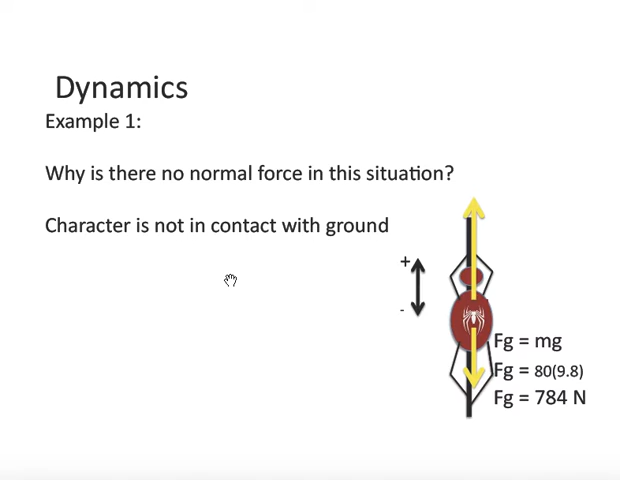 Dynamics
Example 1:
Why is there no normal force in this situation?
Character is not in contact with ground
+
-
Fg = mg
Fg = 80(9.8)
Fg = 784 N